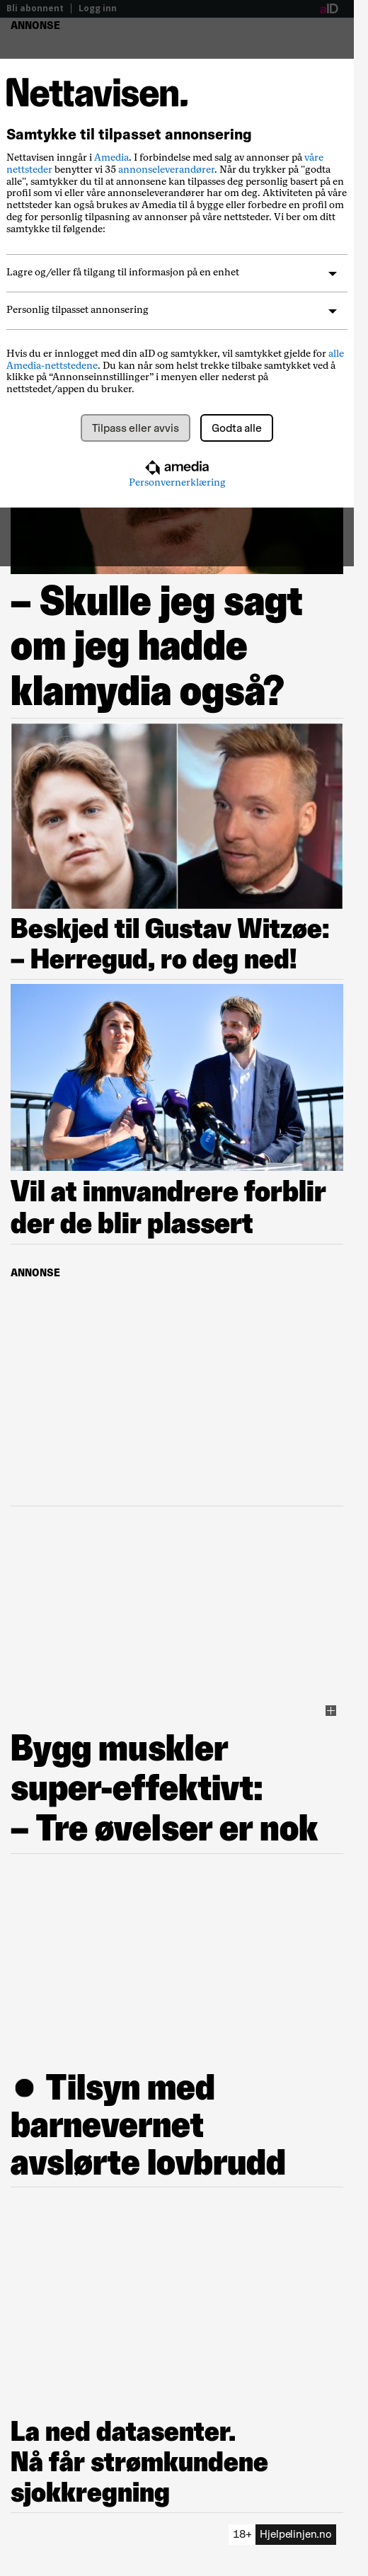 Bli abonnent | Logg inn
aID
ANNONSE
Nettavisen.
Samtykke til tilpasset annonsering
Nettavisen inngår i Amedia. I forbindelse med salg av annonser på våre
nettsteder benytter vi 35 annonseleverandører. Når du trykker på "godta
alle", samtykker du til at annonsene kan tilpasses deg personlig basert på en
profil som vi eller våre annonseleverandører har om deg. Aktiviteten på våre
nettsteder kan også brukes av Amedia til å bygge eller forbedre en profil om
deg for personlig tilpasning av annonser på våre nettsteder. Vi ber om ditt
samtykke til følgende:
Lagre og/eller få tilgang til informasjon på en enhet
Personlig tilpasset annonsering
Hvis du er innlogget med din aID og samtykker, vil samtykket gjelde for alle
Amedia-nettstedene. Du kan når som helst trekke tilbake samtykket ved å
klikke på “Annonseinnstillinger” i menyen eller nederst på
nettstedet/appen du bruker.
Tilpass eller avvis
Godta alle
amedia
Personvernerklæring
– Skulle jeg sagt
om jeg hadde
klamydia også?
Beskjed til Gustav Witzøe:
– Herregud, ro deg ned!
Vil at innvandrere forblir
der de blir plassert
ANNONSE
Bygg muskler
super-effektivt:
– Tre øvelser er nok
● Tilsyn med
barnevernet
avslørte lovbrudd
La ned datasenter.
Nå får strømkundene
sjokkregning
18+ Hjelpelinjen.no